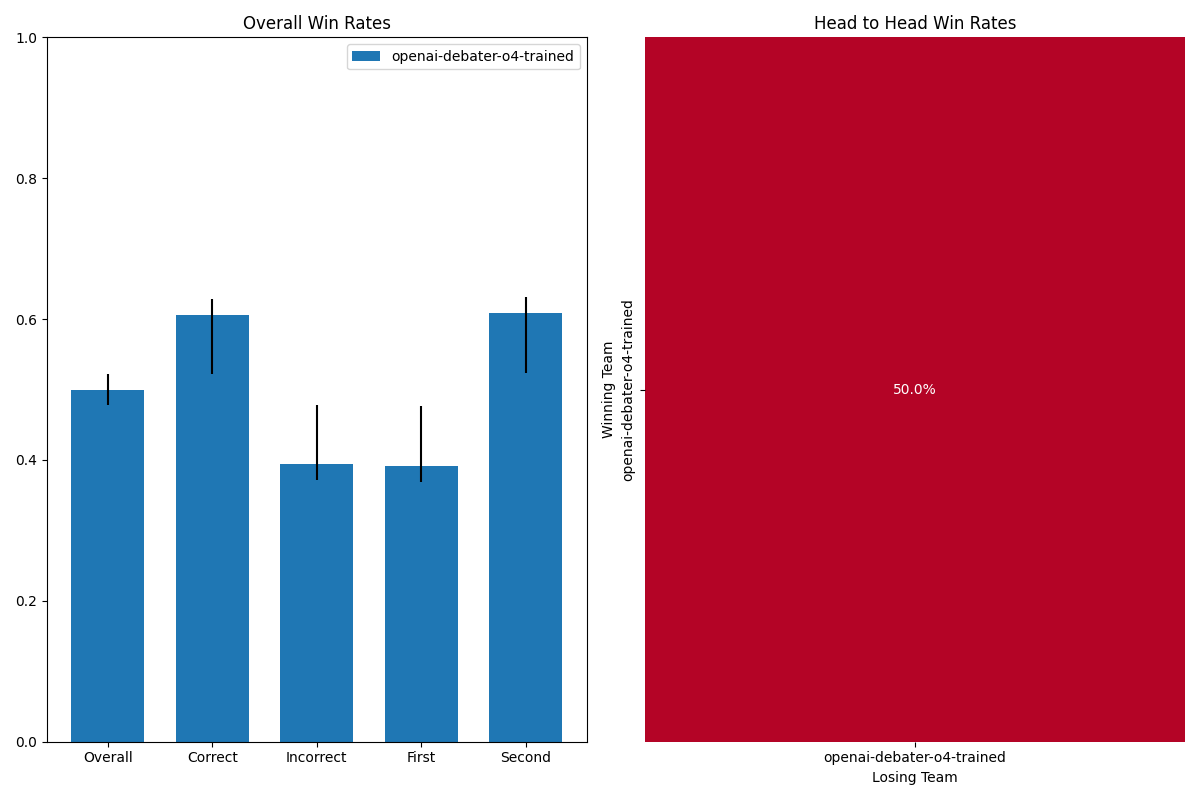 Overall Win Rates
openai-debater-o4-trained
1.0
0.8
0.6
0.4
0.2
0.0
Overall
Correct
Incorrect
First
Second
Head to Head Win Rates
Winning Team
openai-debater-o4-trained
50.0%
openai-debater-o4-trained
Losing Team